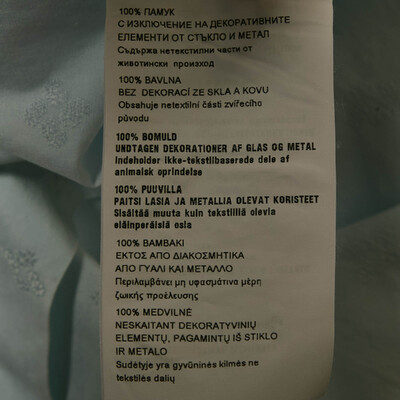 100% ПАМУК
С ИЗКЛЮЧЕНИЕ НА ДЕКОРАТИВНИТЕ
ЕЛЕМЕНТИ ОТ СТЪКЛО И МЕТАЛ
Съдържа нетекстилни части от
животински произход
100% BAVLNA
BEZ DEKORACÍ ZE SKLA A KOVU
Obsahuje netextilní části zvířecího
původu
100% BOMULD
UNDTAGEN DEKORATIONER AF GLAS OG METAL
Indeholder ikke-tekstilbaserede dele af
animalsk oprindelse
100% PUUVILLA
PAITSI LASIA JA METALLIA OLEVAT KORISTEET
Sisältää muuta kuin tekstiiliä olevia
eläinperäisiä osia
100% ΒΑΜΒΑΚΙ
ΕΚΤΟΣ ΑΠΟ ΔΙΑΚΟΣΜΗΤΙΚΑ
ΑΠΟ ΓΥΑΛΙ ΚΑΙ ΜΕΤΑΛΛΟ
Περιλαμβάνει μη υφασμάτινα μέρη
ζωικής προέλευσης
100% MEDVILNĖ
NESKAITANT DEKORATYVINIŲ
ELEMENTŲ, PAGAMINTŲ IŠ STIKLO
IR METALO
Sudėtyje yra gyvūninės kilmės ne
tekstilės dalių